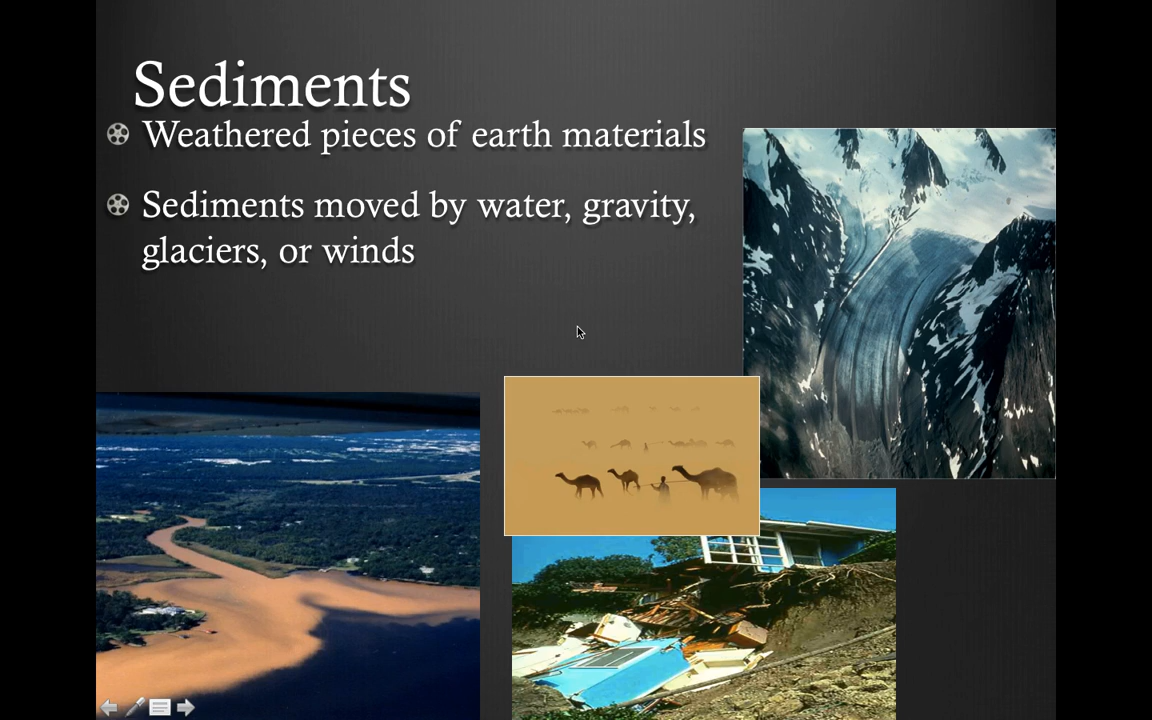 Sediments
Weathered pieces of earth materials
Sediments moved by water, gravity,
glaciers, or winds